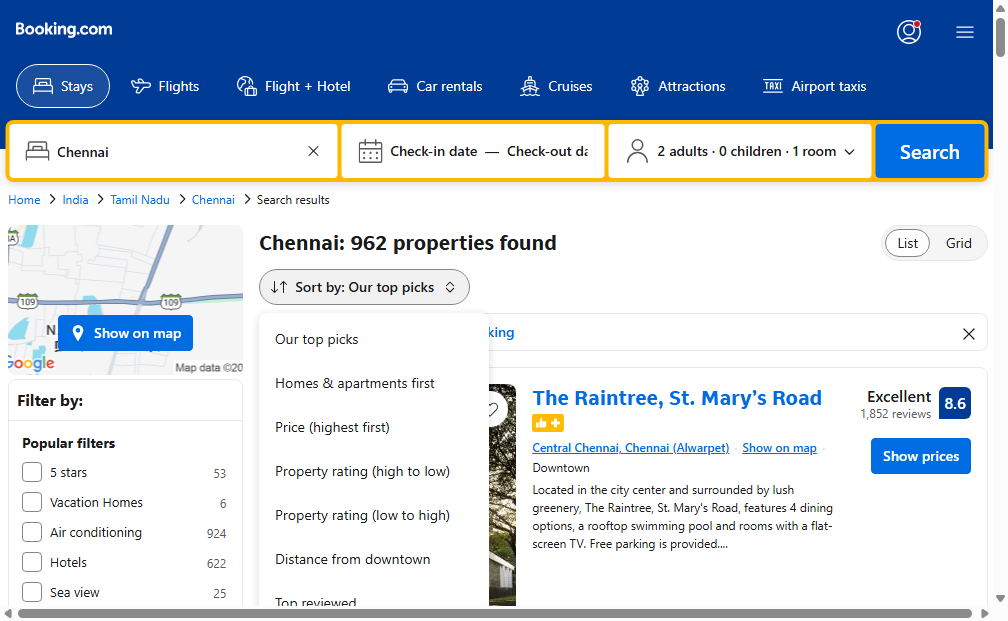 Booking.com
Stays
Flights
Flight + Hotel
Car rentals
Cruises
Attractions
TAXI
Airport taxis
Chennai
Check-in date — Check-out da
2 adults · 0 children · 1 room
Search
Home > India > Tamil Nadu > Chennai > Search results
109
109
N
Show on map
Google
Map data ©20
Chennai: 962 properties found
List
Grid
Sort by: Our top picks
king
Our top picks
Homes & apartments first
Price (highest first)
Property rating (high to low)
Property rating (low to high)
Distance from downtown
Top reviewed
Filter by:
Popular filters
5 stars 53
Vacation Homes 6
Air conditioning 924
Hotels 622
Sea view 25
The Raintree, St. Mary's Road
Excellent
1,852 reviews
8.6
Central Chennai, Chennai (Alwarpet) · Show on map ·
Downtown
Show prices
Located in the city center and surrounded by lush
greenery, The Raintree, St. Mary's Road, features 4 dining
options, a rooftop swimming pool and rooms with a flat-
screen TV. Free parking is provided....